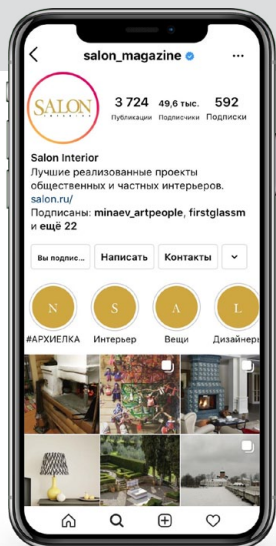 salon_magazine
SALON
INTERIOR
3 724 49,6 тыс. 592
Публикации Подписчики Подписки
Salon Interior
Лучшие реализованные проекты
общественных и частных интерьеров.
salon.ru/
Подписаны: minaev_artpeople, firstglassm
и ещё 22
Вы подпис... Написать Контакты
N S A L
#АРХИЕЛКА Интерьер Вещи Дизайнеры